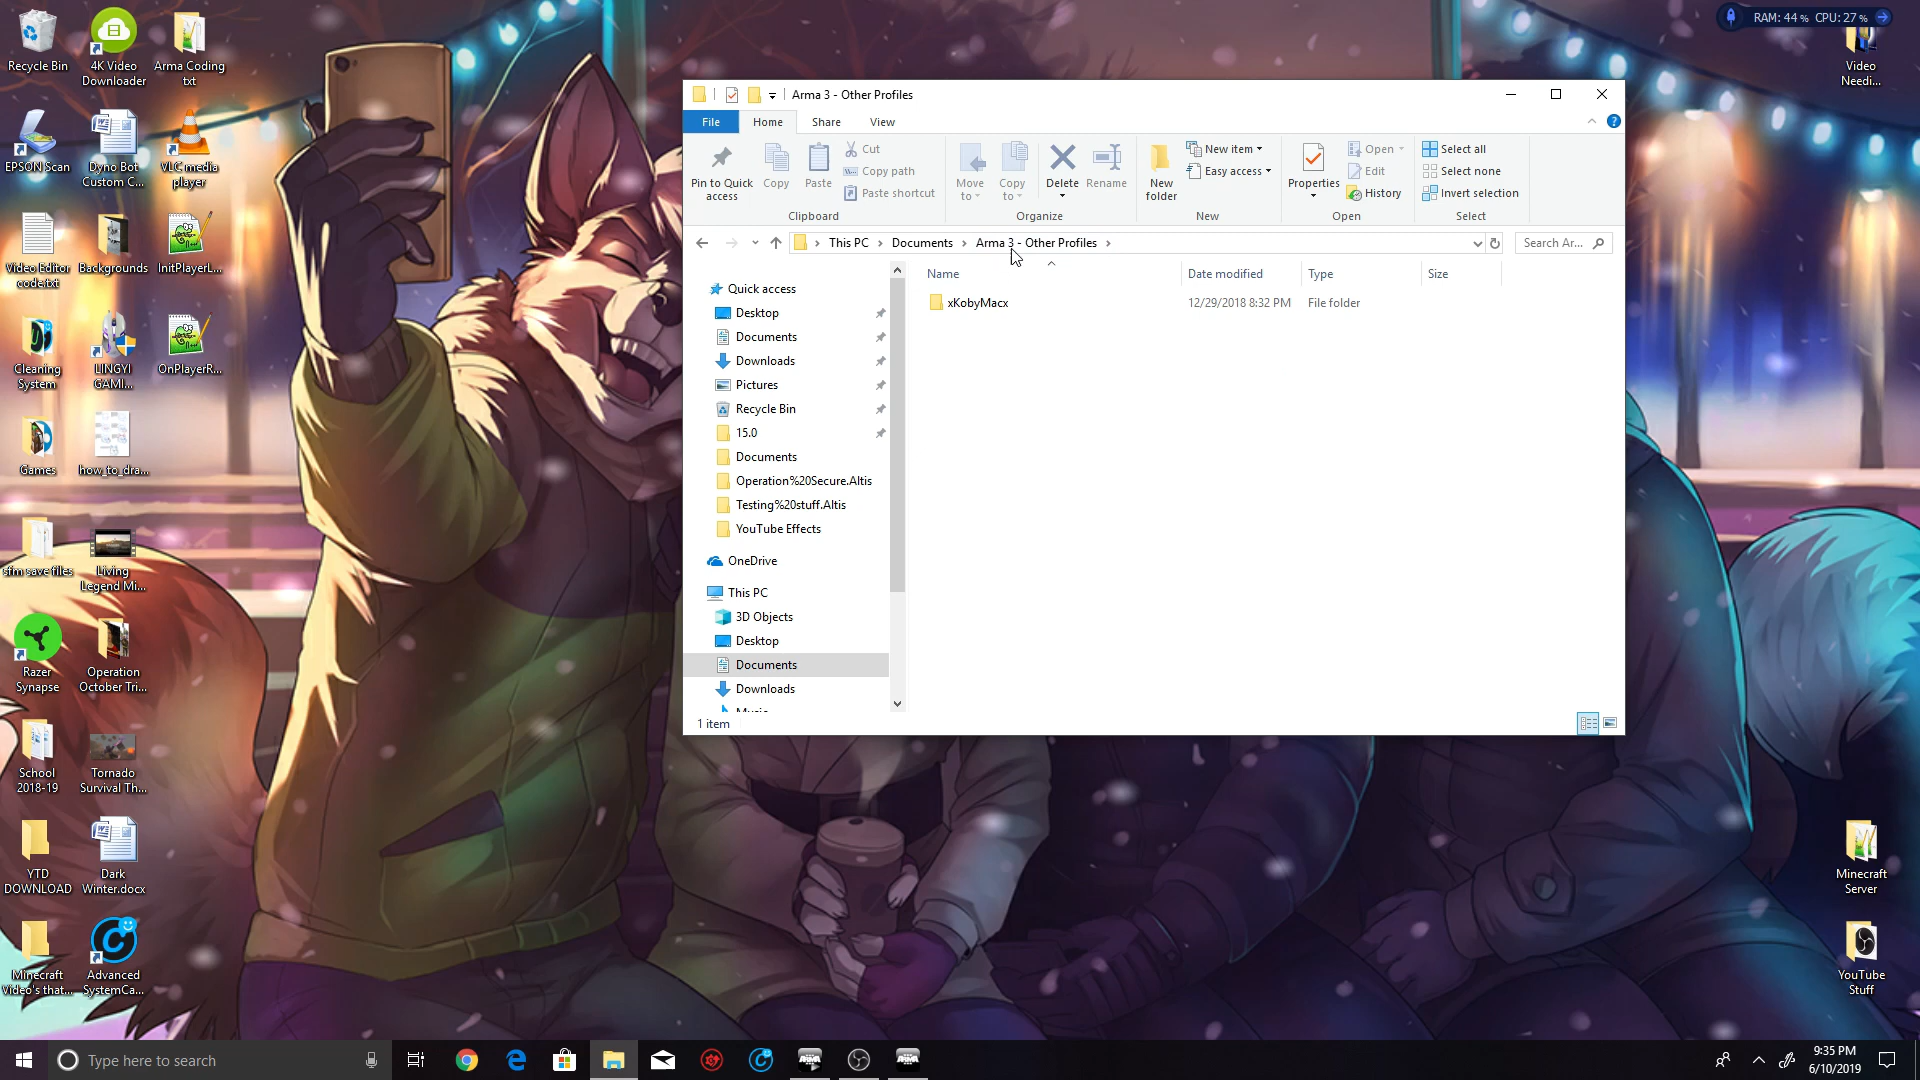 Recycle Bin
4K Video
Downloader
Arma Coding
txt
EPSON Scan
Dyno Bot
Custom C...
VLC media
player
Video Editor
code.txt
Backgrounds
InitPlayerL...
Cleaning
System
LINGYI
GAMI...
OnPlayerR...
Games
how_to_dra...
sfm save files
Living
Legend Mi...
Razer
Synapse
Operation
October Tri...
School
2018-19
Tornado
Survival Th...
YTD
DOWNLOAD
Dark
Winter.docx
Minecraft
Video's that...
Advanced
SystemCa...
RAM: 44 % CPU: 27 %
Video
Needi...
Minecraft
Server
YouTube
Stuff
Arma 3 - Other Profiles
File
Home
Share
View
Pin to Quick
access
Copy
Paste
Cut
Copy path
Paste shortcut
Clipboard
Move
to
Copy
to
Delete
Rename
Organize
New
folder
New item
Easy access
New
Properties
Open
Edit
History
Open
Select all
Select none
Invert selection
Select
This PC
Documents
Arma 3 - Other Profiles
Search Ar...
Name
Date modified
Type
Size
xKobyMacx
12/29/2018 8:32 PM
File folder
Quick access
Desktop
Documents
Downloads
Pictures
Recycle Bin
15.0
Documents
Operation%20Secure.Altis
Testing%20stuff.Altis
YouTube Effects
OneDrive
This PC
3D Objects
Desktop
Documents
Downloads
Music
1 item
Type here to search
9:35 PM
6/10/2019